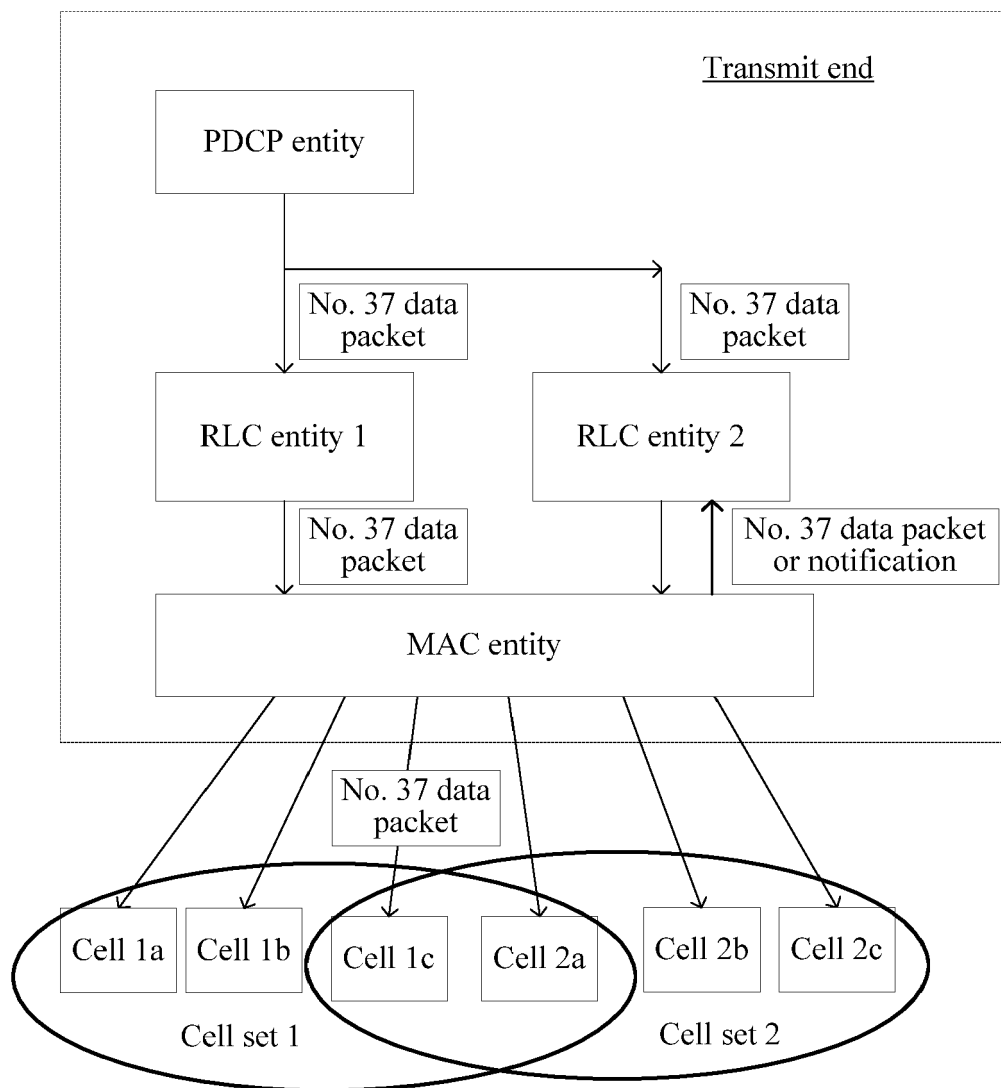 Transmit end
PDCP entity
No. 37 data
packet
No. 37 data
packet
RLC entity 1
RLC entity 2
No. 37 data
packet
No. 37 data packet
or notification
MAC entity
No. 37 data
packet
Cell 1a
Cell 1b
Cell 1c
Cell 2a
Cell 2b
Cell 2c
Cell set 1
Cell set 2